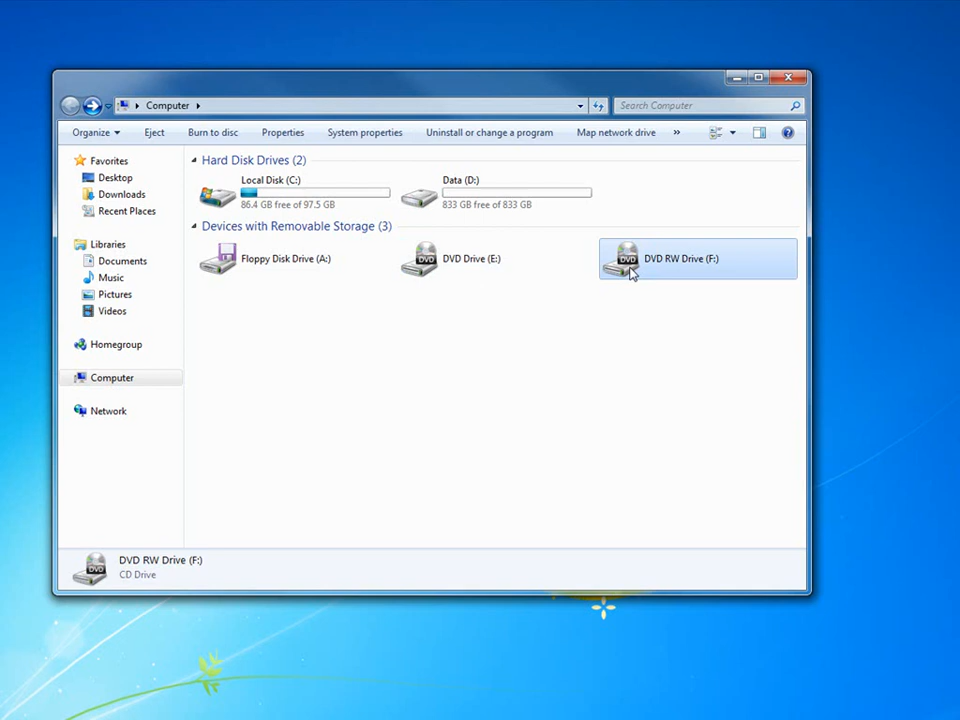 Computer
Search Computer
Organize Eject Burn to disc Properties System properties Uninstall or change a program Map network drive »
Favorites
Desktop
Downloads
Recent Places
Libraries
Documents
Music
Pictures
Videos
Homegroup
Computer
Network
Hard Disk Drives (2)
Local Disk (C:)
86.4 GB free of 97.5 GB
Data (D:)
833 GB free of 833 GB
Devices with Removable Storage (3)
Floppy Disk Drive (A:)
DVD Drive (E:)
DVD RW Drive (F:)
DVD RW Drive (F:)
CD Drive